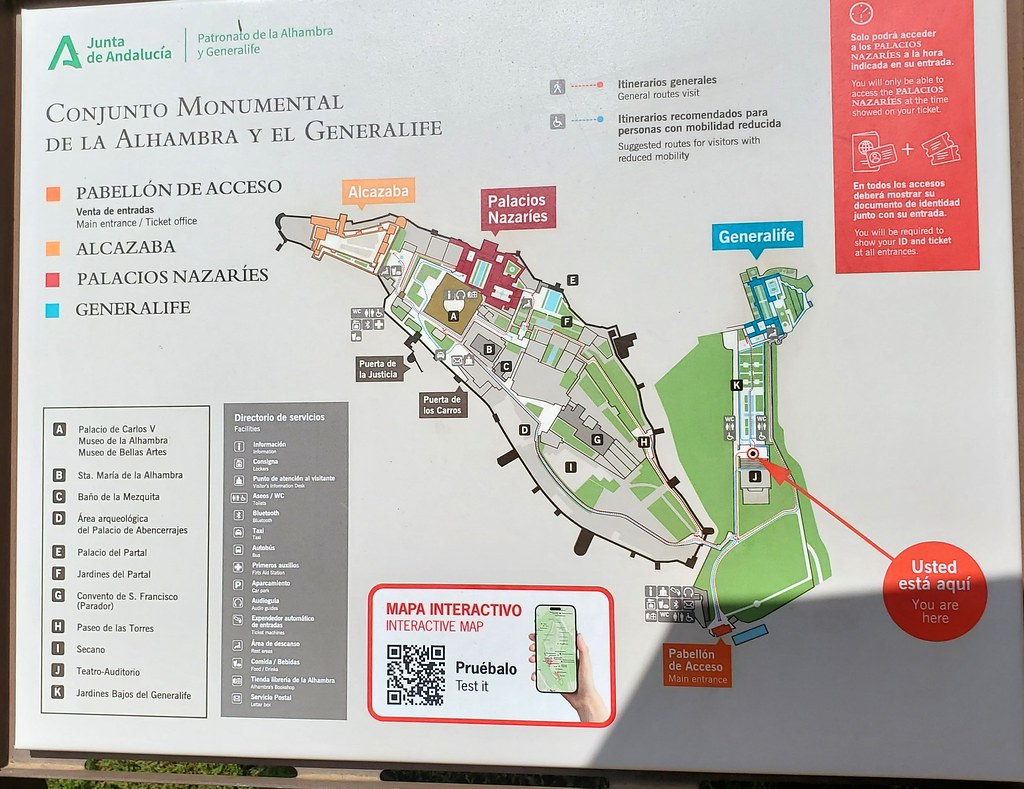 Junta
de Andalucía
Patronato de la Alhambra
y Generalife
CONJUNTO MONUMENTAL
DE LA ALHAMBRA Y EL GENERALIFE
PABELLÓN DE ACCESO
Venta de entradas
Main entrance / Ticket office
ALCAZABA
PALACIOS NAZARÍES
GENERALIFE
Itinerarios generales
General routes visit
Itinerarios recomendados para
personas con mobilidad reducida
Suggested routes for visitors with
reduced mobility
Solo podrá acceder
a los PALACIOS
NAZARÍES a la hora
indicada en su entrada.
You will only be able to
access the PALACIOS
NAZARÍES at the time
showed on your ticket.
+
En todos los accesos
deberá mostrar su
documento de identidad
junto con su entrada.
You will be required to
show your ID and ticket
at all entrances.
Alcazaba
Palacios
Nazaríes
Generalife
E
F
A
B
C
D
G
H
I
K
J
WC
WC
WC
WC
Puerta de
la Justicia
Puerta de
los Carros
Usted
está aquí
You are
here
Pabellón
de Acceso
Main entrance
A Palacio de Carlos V
Museo de la Alhambra
Museo de Bellas Artes
B Sta. María de la Alhambra
C Baño de la Mezquita
D Área arqueológica
del Palacio de Abencerrajes
E Palacio del Partal
F Jardines del Partal
G Convento de S. Francisco
(Parador)
H Paseo de las Torres
I Secano
J Teatro-Auditorio
K Jardines Bajos del Generalife
Directorio de servicios
Facilities
Información
Information
Consigna
Lockers
Punto de atención al visitante
Visitor's Information Desk
Aseos / WC
Toilets
Bluetooth
Bluetooth
Taxi
Taxi
Autobús
Bus
Primeros auxilios
Firts Aid Station
P Aparcamiento
Car park
Audioguía
Audio guides
Expendedor automático
de entradas
Ticket machines
Área de descanso
Rest areas
Comida / Bebidas
Food / Drinks
Tienda librería de la Alhambra
Alhambra's Bookshop
Servicio Postal
Letter box
MAPA INTERACTIVO
INTERACTIVE MAP
Pruébalo
Test it